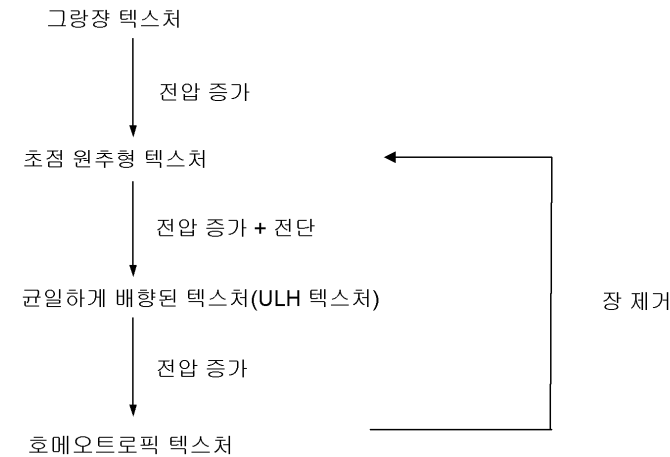 그랑쟝 텍스처
전압 증가
초점 원추형 텍스처
전압 증가 + 전단
균일하게 배향된 텍스처(ULH 텍스처)
장 제거
전압 증가
호메오트로픽 텍스처